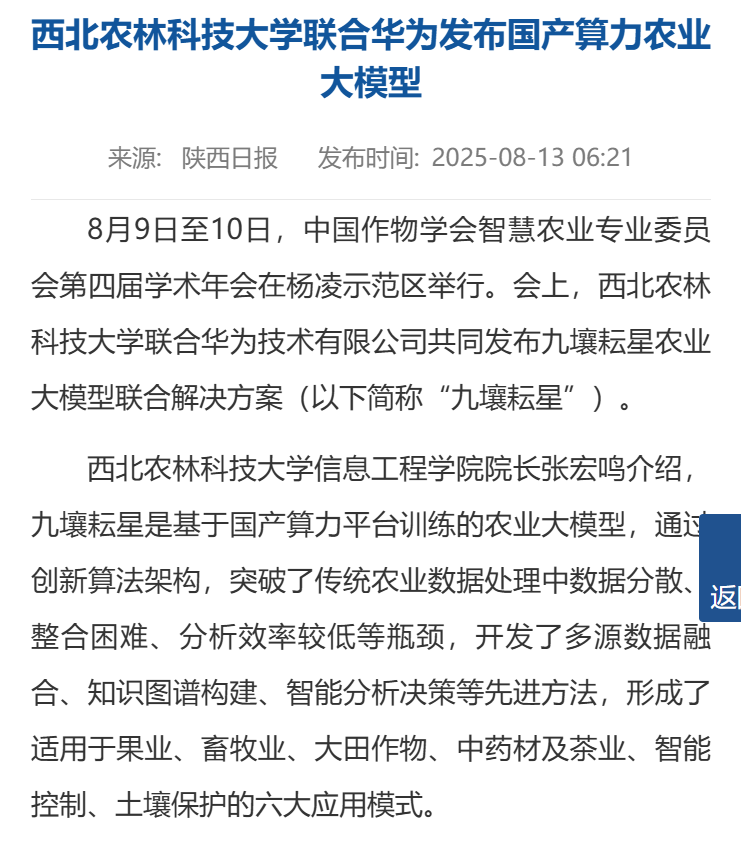 西北农林科技大学联合华为发布国产算力农业
大模型
来源: 陕西日报 发布时间: 2025-08-13 06:21
8月9日至10日，中国作物学会智慧农业专业委员
会第四届学术年会在杨凌示范区举行。会上，西北农林
科技大学联合华为技术有限公司共同发布九壤耘星农业
大模型联合解决方案（以下简称“九壤耘星”）。
西北农林科技大学信息工程学院院长张宏鸣介绍，
九壤耘星是基于国产算力平台训练的农业大模型，通过
创新算法架构，突破了传统农业数据处理中数据分散、
返
整合困难、分析效率较低等瓶颈，开发了多源数据融
合、知识图谱构建、智能分析决策等先进方法，形成了
适用于果业、畜牧业、大田作物、中药材及茶业、智能
控制、土壤保护的六大应用模式。